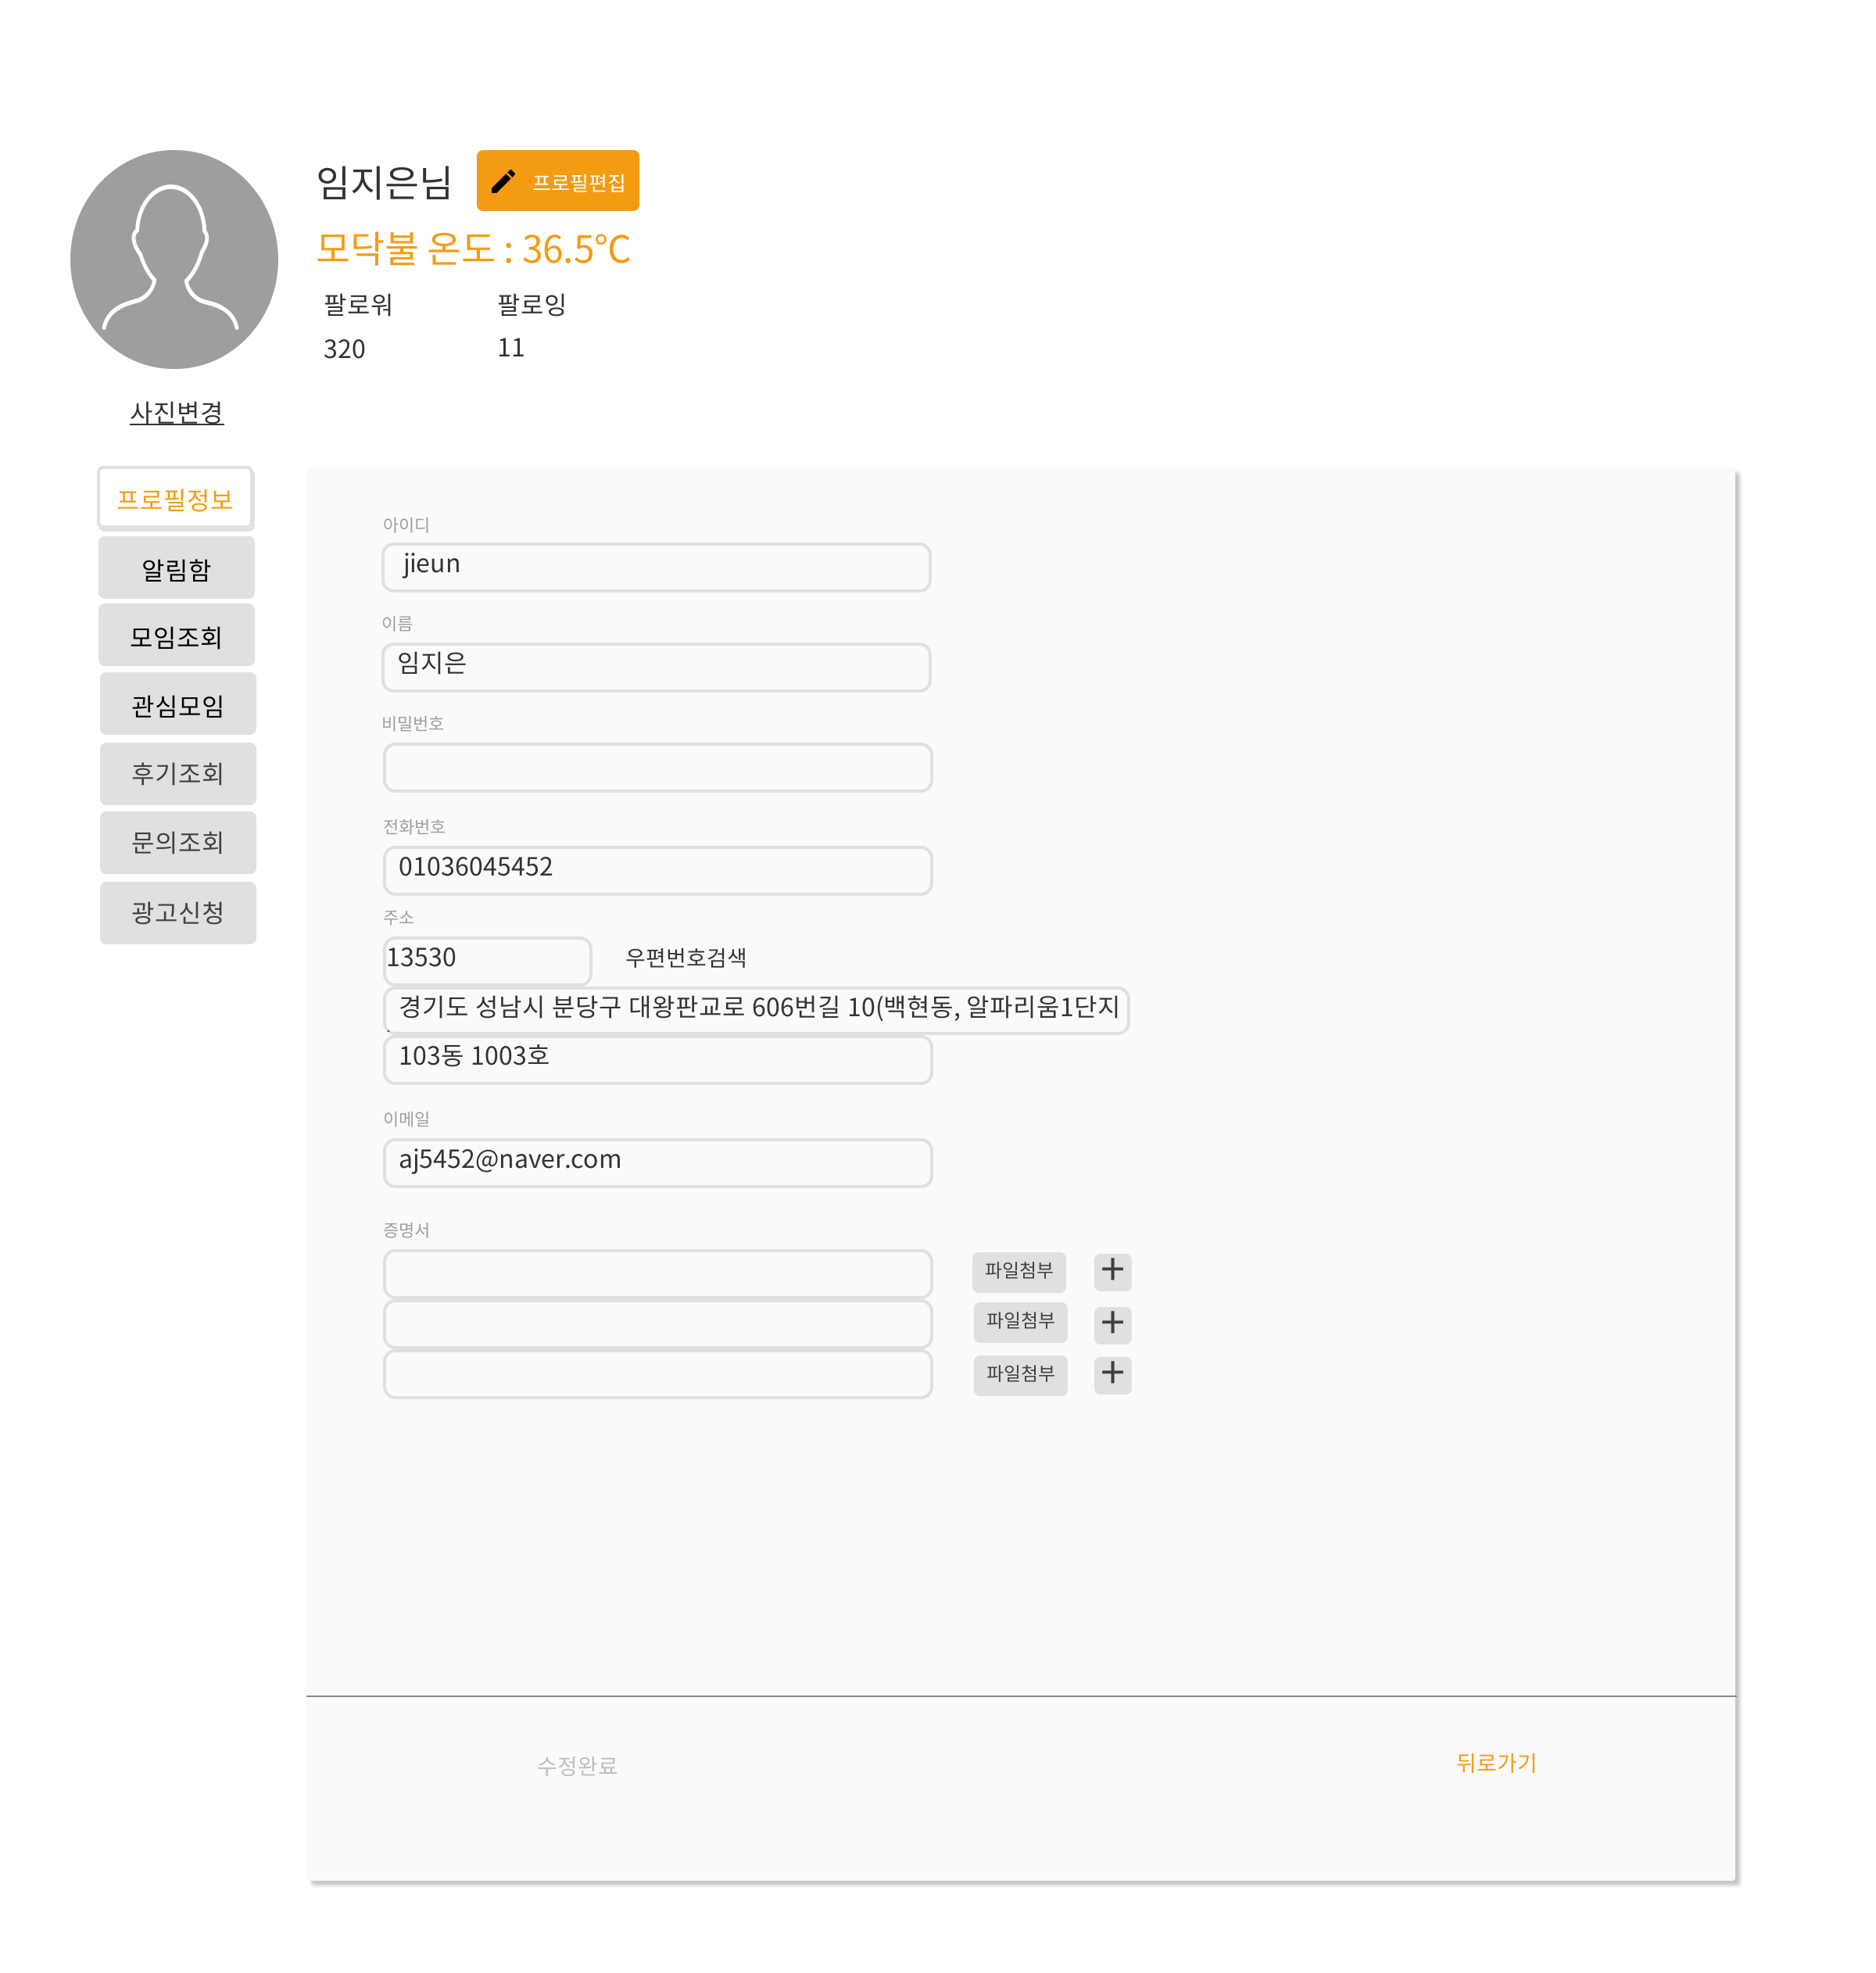 임지은님
프로필편집
모닥불 온도 : 36.5℃
팔로워 팔로잉
320 11
사진변경
프로필정보
알림함
모임조회
관심모임
후기조회
문의조회
광고신청
아이디
jieun
이름
임지은
비밀번호
전화번호
01036045452
주소
13530 우편번호검색
경기도 성남시 분당구 대왕판교로 606번길 10(백현동, 알파리움1단지
103동 1003호
이메일
aj5452@naver.com
증명서
파일첨부 +
파일첨부 +
파일첨부 +
수정완료 뒤로가기